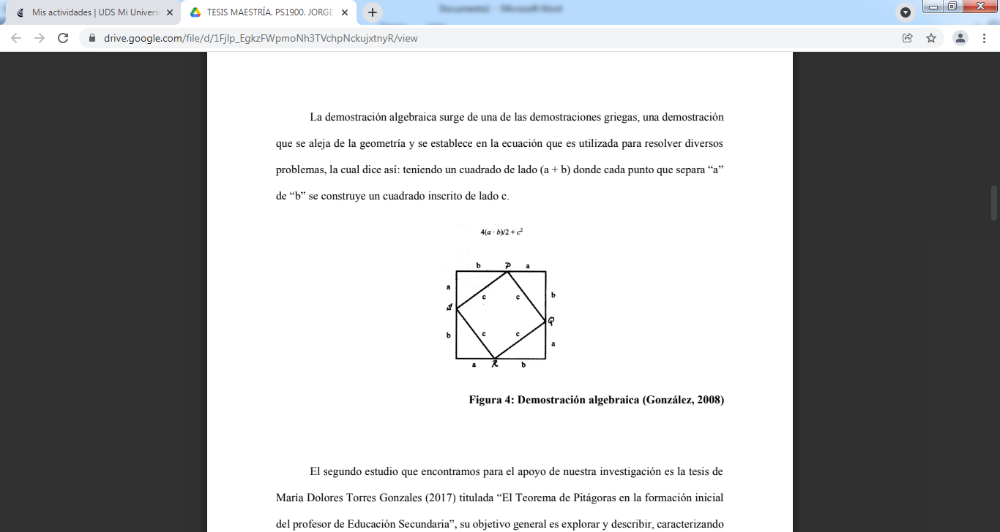 Mis actividades | UDS Mi Univers
TESIS MAESTRÍA. PS1900. JORGE
Documento1 - Microsoft Word
drive.google.com/file/d/1Fjlp_EgkzFWpmoNh3TVchpNckujxtnyR/view
La demostración algebraica surge de una de las demostraciones griegas, una demostración
que se aleja de la geometría y se establece en la ecuación que es utilizada para resolver diversos
problemas, la cual dice así: teniendo un cuadrado de lado (a + b) donde cada punto que separa “a”
de “b” se construye un cuadrado inscrito de lado c.
4(a · b)/2 + c²
b P a
a c c b
S Q
b c c a
a R b
Figura 4: Demostración algebraica (González, 2008)
El segundo estudio que encontramos para el apoyo de nuestra investigación es la tesis de
María Dolores Torres Gonzales (2017) titulada “El Teorema de Pitágoras en la formación inicial
del profesor de Educación Secundaria”, su objetivo general es explorar y describir, caracterizando